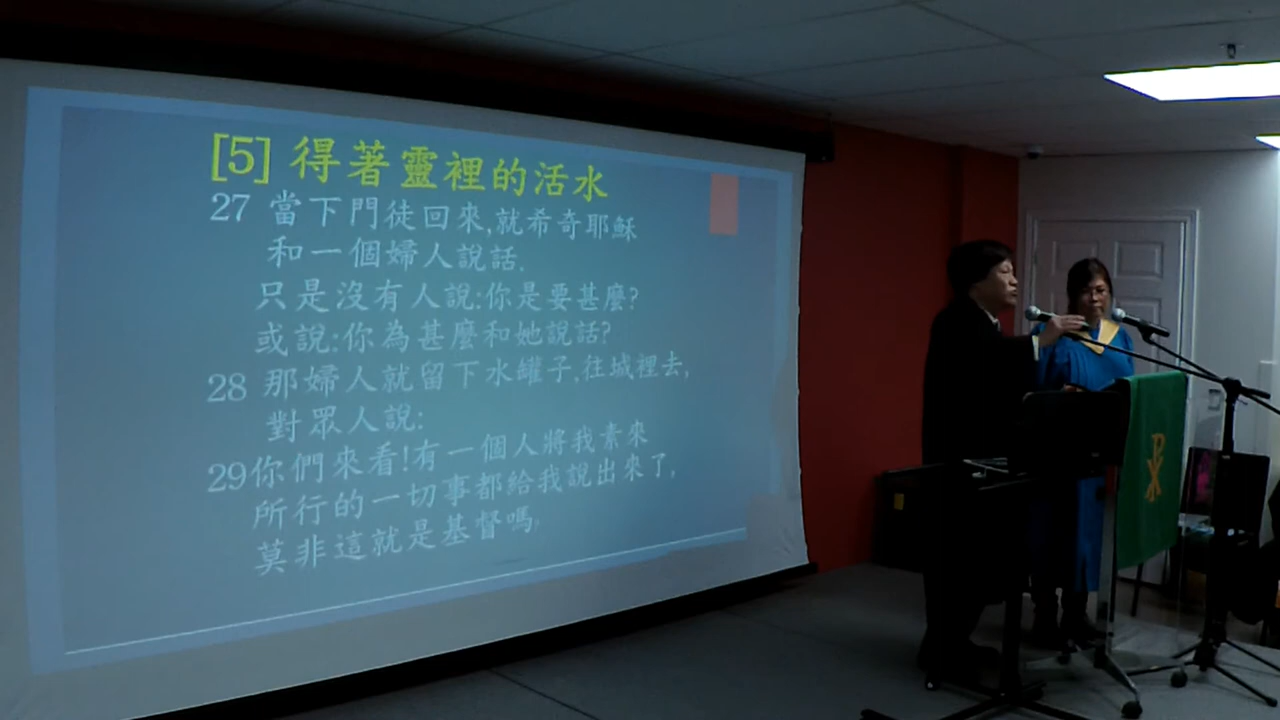 [5] 得著靈裡的活水
27 當下門徒回來,就希奇耶穌
和一個婦人說話.
只是沒有人說:你是要甚麼?
或說:你為甚麼和她說話?
28 那婦人就留下水罐子,往城裡去,
對眾人說:
29你們來看!有一個人將我素來
所行的一切事都給我說出來了,
莫非這就是基督嗎?